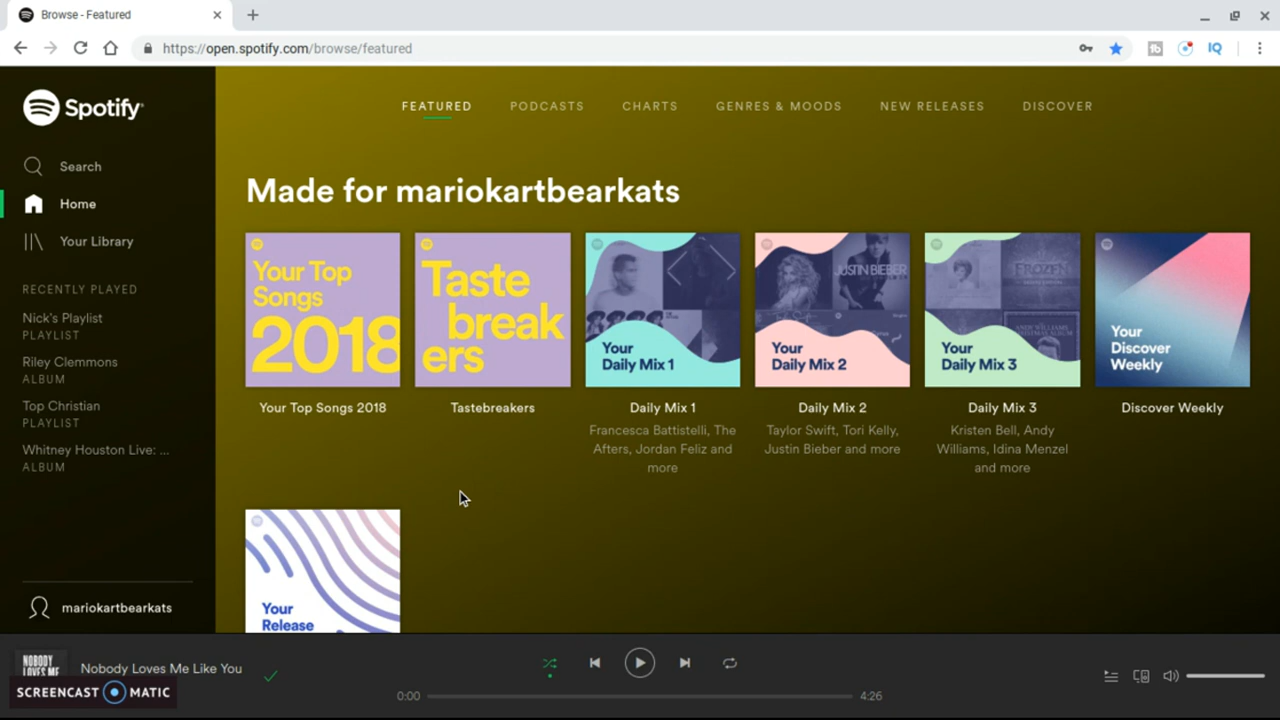 Browse - Featured
https://open.spotify.com/browse/featured
Spotify
Search
Home
Your Library
RECENTLY PLAYED
Nick's Playlist
PLAYLIST
Riley Clemmons
ALBUM
Top Christian
PLAYLIST
Whitney Houston Live: ...
ALBUM
mariokartbearkats
FEATURED
PODCASTS
CHARTS
GENRES & MOODS
NEW RELEASES
DISCOVER
Made for mariokartbearkats
Your Top
Songs
2018
Your Top Songs 2018
Taste
break
ers
Tastebreakers
Your
Daily Mix 1
Daily Mix 1
Francesca Battistelli, The
Afters, Jordan Feliz and
more
JUSTIN BIEBER
Your
Daily Mix 2
Daily Mix 2
Taylor Swift, Tori Kelly,
Justin Bieber and more
FROZEN
Your
Daily Mix 3
Daily Mix 3
Kristen Bell, Andy
Williams, Idina Menzel
and more
Your
Discover
Weekly
Discover Weekly
Your
Release
NOBODY
LOVES ME
Nobody Loves Me Like You
SCREENCAST MATIC
0:00
4:26